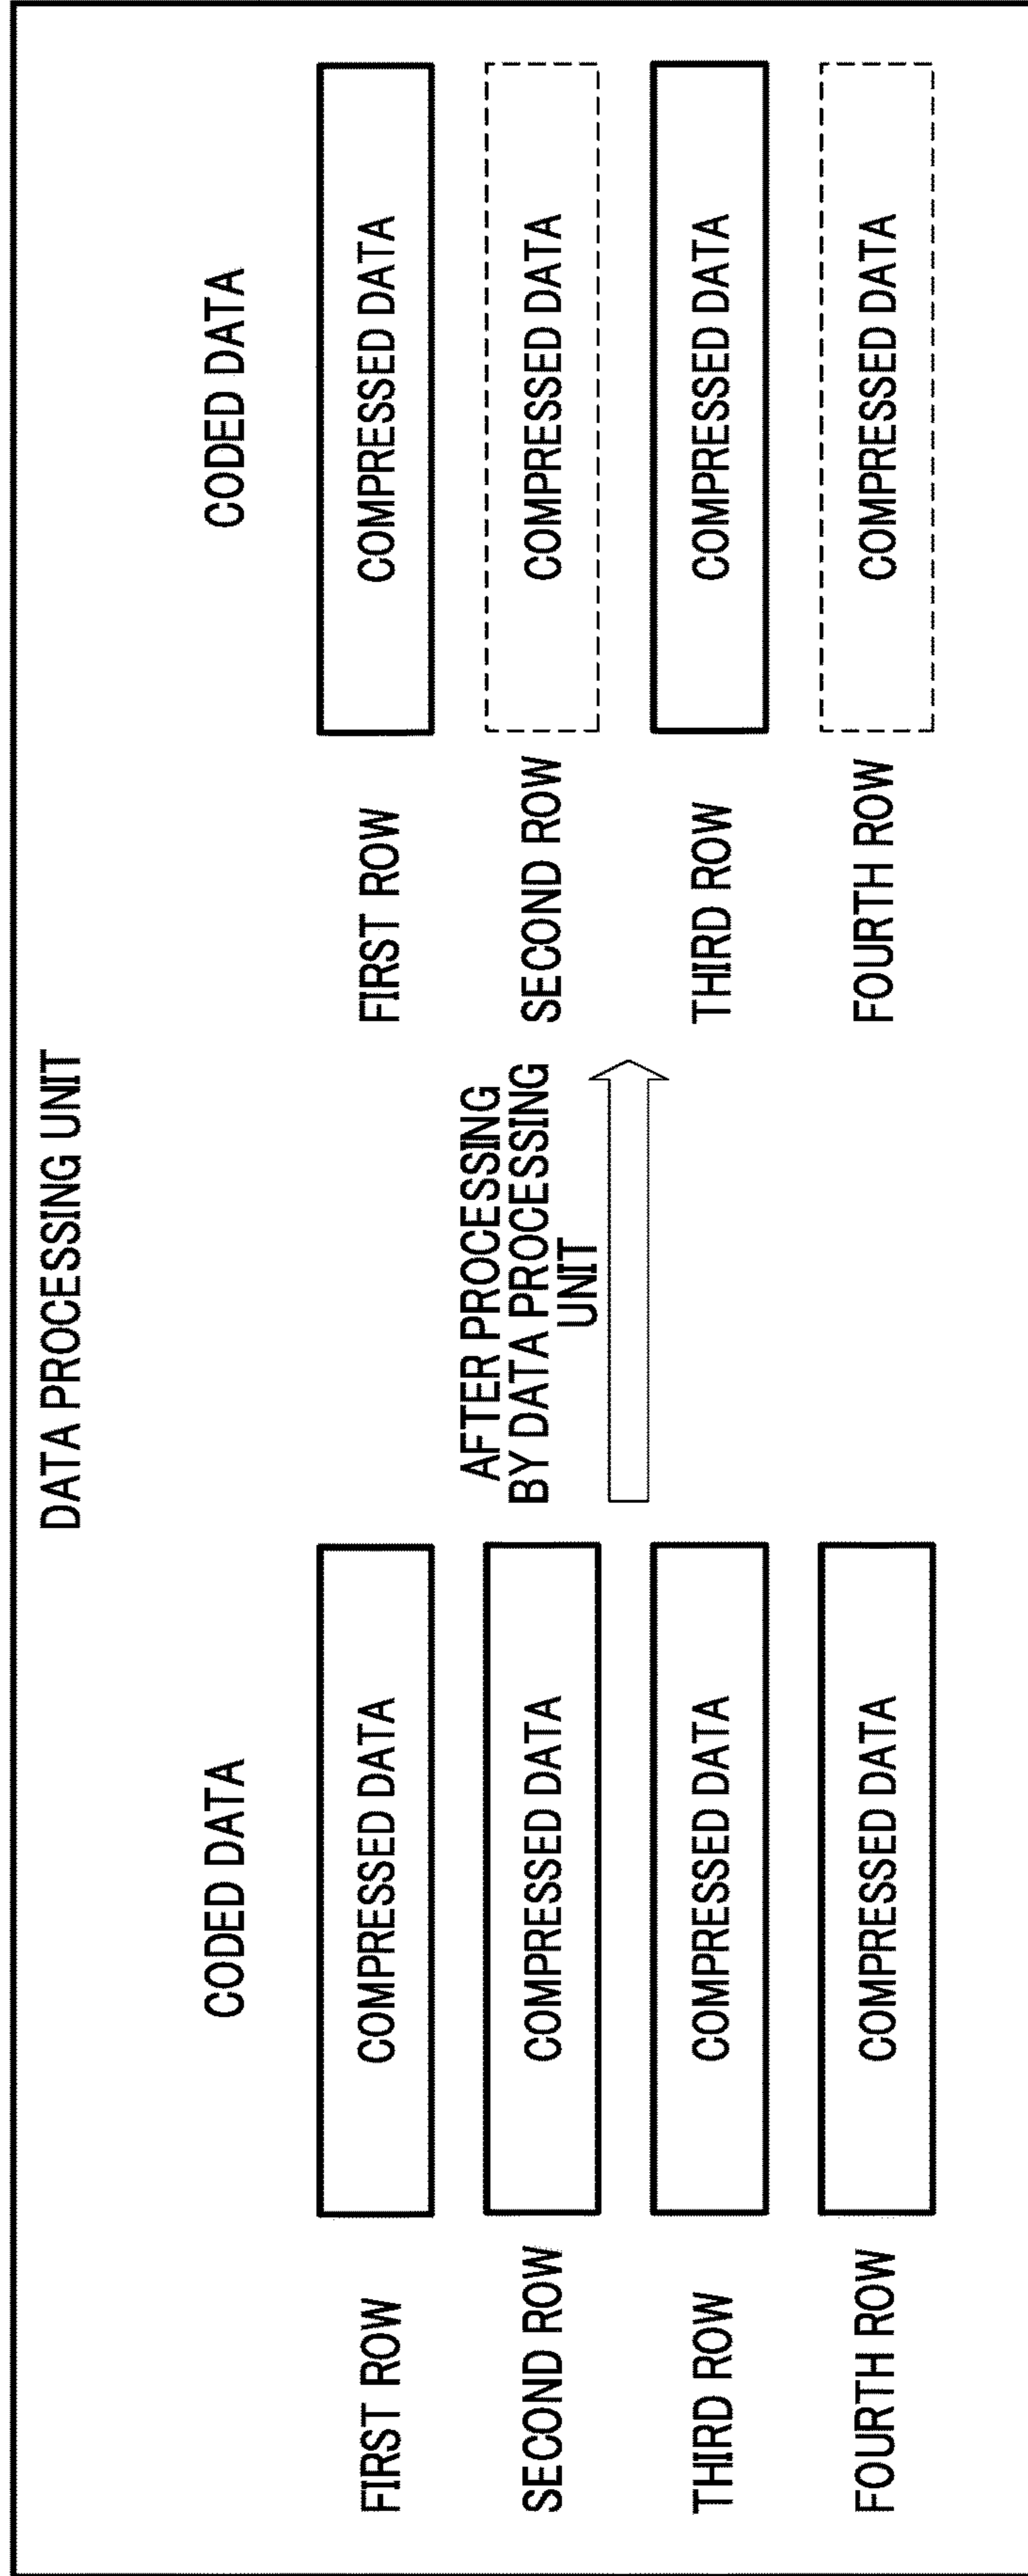 DATA PROCESSING UNIT
CODED DATA
FIRST ROW
COMPRESSED DATA
SECOND ROW
COMPRESSED DATA
THIRD ROW
COMPRESSED DATA
FOURTH ROW
COMPRESSED DATA
AFTER PROCESSING
BY DATA PROCESSING
UNIT
CODED DATA
FIRST ROW
COMPRESSED DATA
SECOND ROW
COMPRESSED DATA
THIRD ROW
COMPRESSED DATA
FOURTH ROW
COMPRESSED DATA